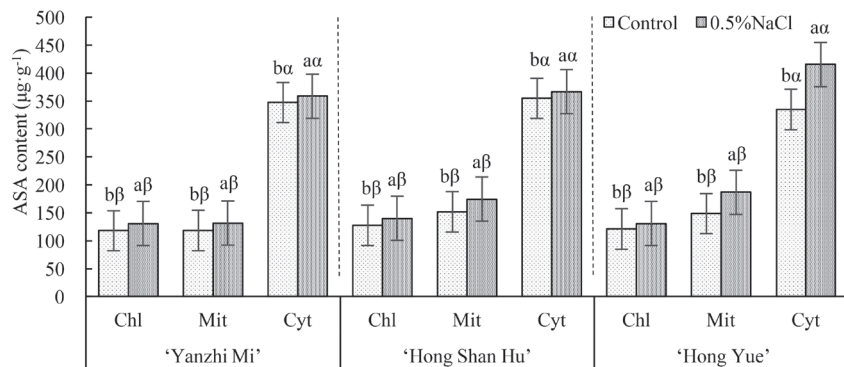 ASA content (μg·g⁻¹)
500
450
400
350
300
250
200
150
100
50
0
Control 0.5%NaCl
bβ aβ bβ aβ bα aα
bβ aβ bβ aβ bα aα
bβ aβ bβ aβ bα aα
Chl Mit Cyt Chl Mit Cyt Chl Mit Cyt
‘Yanzhi Mi’ ‘Hong Shan Hu’ ‘Hong Yue’